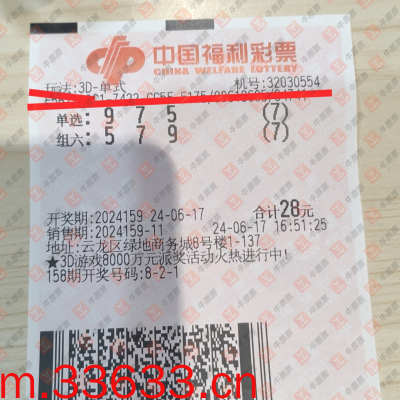 中国福利彩票
CHINA WELFARE LOTTERY
玩法:3D-单式 机号:32030554
单选: 9 7 5 (7)
组六: 5 7 9 (7)
开奖期:2024159 24-06-17 合计28元
销售期:2024159-11 24-06-17 16:51:25
地址:云龙区绿地商务城8号楼1-137
★3D游戏8000万元派奖活动火热进行中!
158期开奖号码:8-2-1
m.33633.cn